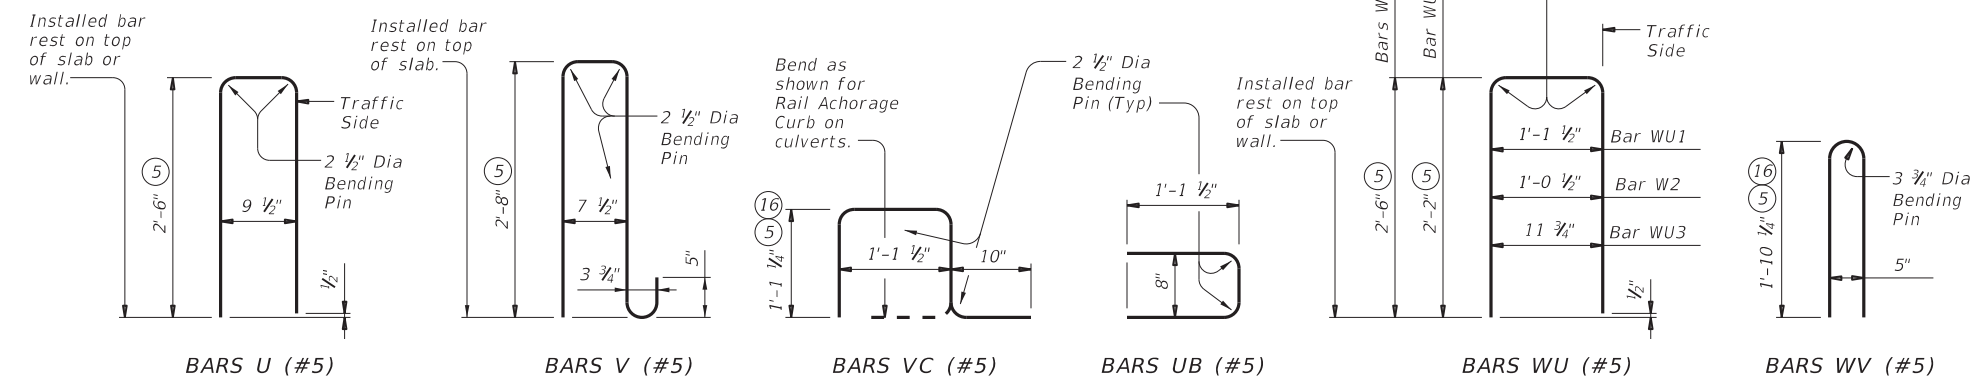 Installed bar
rest on top
of slab or
wall.
5
2'-6"
9 ½"
Traffic
Side
2 ½" Dia
Bending
Pin
½"
BARS U (#5)
Installed bar
rest on top
of slab.
5
2'-8"
7 ½"
2 ½" Dia
Bending
Pin
3 ¾"
5"
BARS V (#5)
Bend as
shown for
Rail Achorage
Curb on
culverts.
16
5
1'-1 ¼"
1'-1 ½"
10"
BARS VC (#5)
2 ½" Dia
Bending
Pin (Typ)
1'-1 ½"
8"
BARS UB (#5)
Installed bar
rest on top
of slab or
wall.
Bars W
Bar WU
5
2'-6"
5
2'-2"
Traffic
Side
1'-1 ½"
Bar WU1
1'-0 ½"
Bar W2
11 ¾"
Bar WU3
½"
BARS WU (#5)
16
5
1'-10 ¼"
3 ¾" Dia
Bending
Pin
5"
BARS WV (#5)